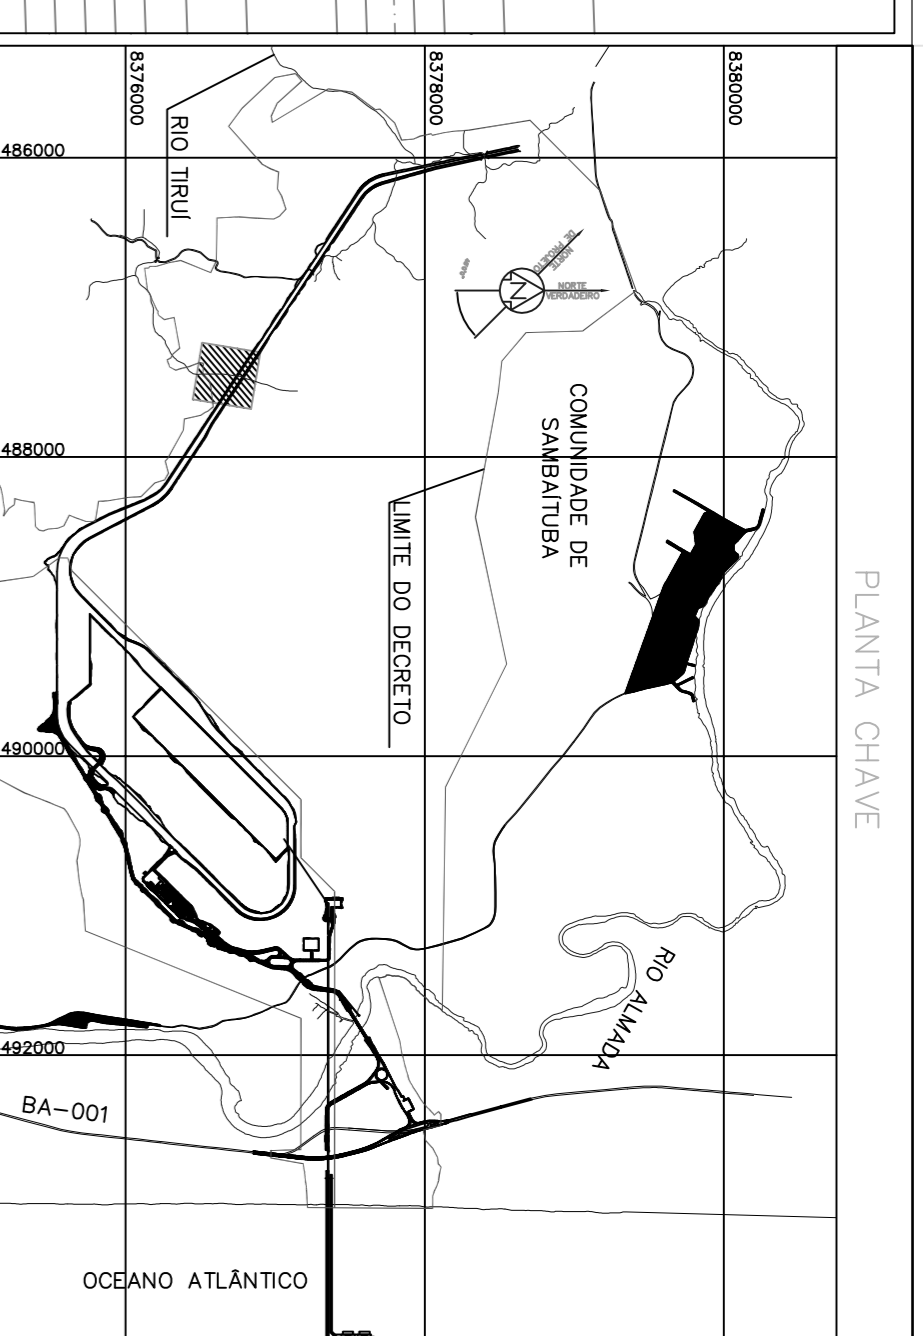 8376000
8378000
8380000
RIO TIRUÍ
486000
NORTE
DE PROJETO
NORTE
VERDADEIRO
N
COMUNIDADE DE
SAMBAÍTUBA
488000
LIMITE DO DECRETO
PLANTA CHAVE
490000
RIO ALMADA
492000
BA-001
OCEANO ATLÂNTICO